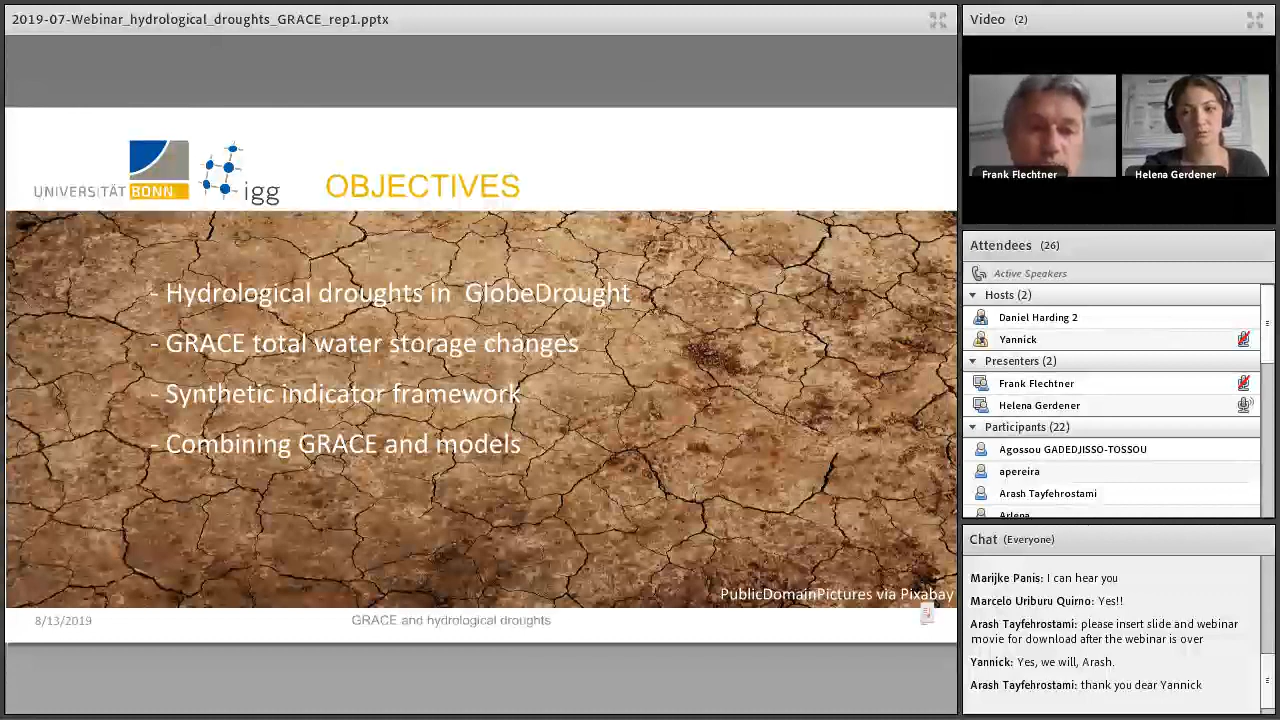 2019-07-Webinar_hydrological_droughts_GRACE_rep1.pptx
UNIVERSITÄT BONN
igg
OBJECTIVES
- Hydrological droughts in GlobeDrought
- GRACE total water storage changes
- Synthetic indicator framework
- Combining GRACE and models
PublicDomainPictures via Pixabay
8/13/2019
GRACE and hydrological droughts
Video (2)
Frank Flechtner
Helena Gerdener
Attendees (26)
Active Speakers
Hosts (2)
Daniel Harding 2
Yannick
Presenters (2)
Frank Flechtner
Helena Gerdener
Participants (22)
Agossou GADEDJISSO-TOSSOU
apereira
Arash Tayfehrostami
Arlena
Chat (Everyone)
Marijke Panis: I can hear you
Marcelo Uriburu Quirno: Yes!!
Arash Tayfehrostami: please insert slide and webinar
movie for download after the webinar is over
Yannick: Yes, we will, Arash.
Arash Tayfehrostami: thank you dear Yannick